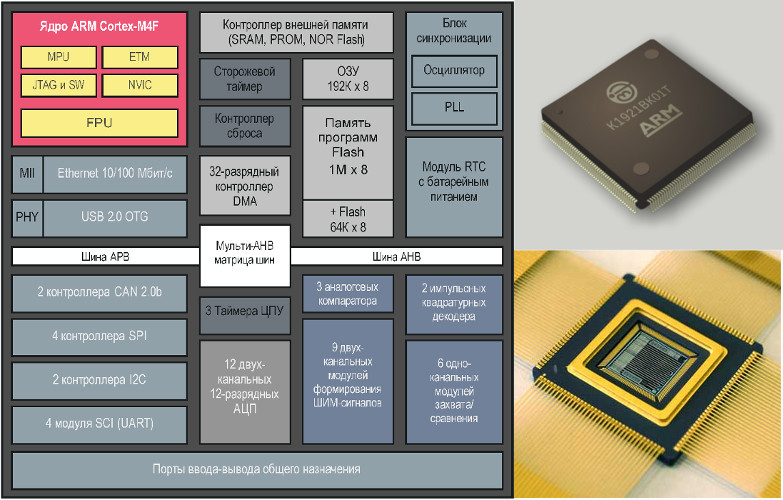 Ядро ARM Cortex-M4F
MPU
ETM
JTAG и SW
NVIC
FPU
Контроллер внешней памяти
(SRAM, PROM, NOR Flash)
Сторожевой
таймер
Контроллер
сброса
32-разрядный
контроллер
DMA
ОЗУ
192K x 8
Память
программ
Flash
1M x 8
+ Flash
64K x 8
Блок
синхронизации
Осциллятор
PLL
Модуль RTC
с батарейным
питанием
MII
Ethernet 10/100 Мбит/с
PHY
USB 2.0 OTG
Шина APB
Мульти-AHB
матрица шин
Шина AHB
2 контроллера CAN 2.0b
4 контроллера SPI
2 контроллера I2C
4 модуля SCI (UART)
3 Таймера ЦПУ
12 двух-
канальных
12-разрядных
АЦП
3 аналоговых
компаратора
9 двух-
канальных
модулей
формирования
ШИМ-сигналов
2 импульсных
квадратурных
декодера
6 одно-
канальных
модулей
захвата/
сравнения
Порты ввода-вывода общего назначения
K1921BK01T
ARM